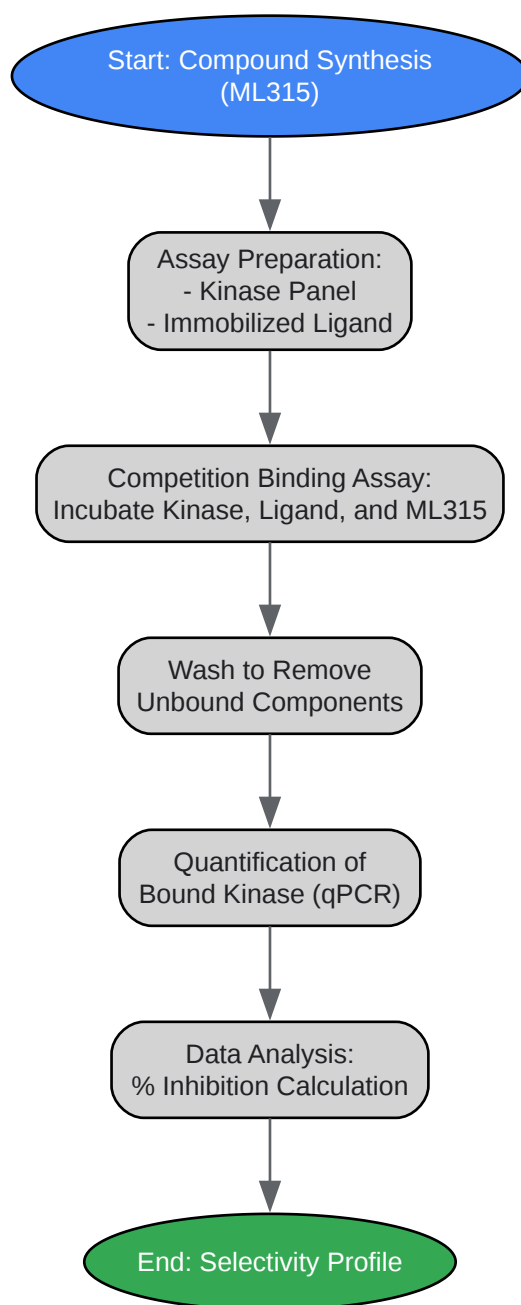 Start: Compound Synthesis
(ML315)
Assay Preparation:
- Kinase Panel
- Immobilized Ligand
Competition Binding Assay:
Incubate Kinase, Ligand, and ML315
Wash to Remove
Unbound Components
Quantification of
Bound Kinase (qPCR)
Data Analysis:
% Inhibition Calculation
End: Selectivity Profile